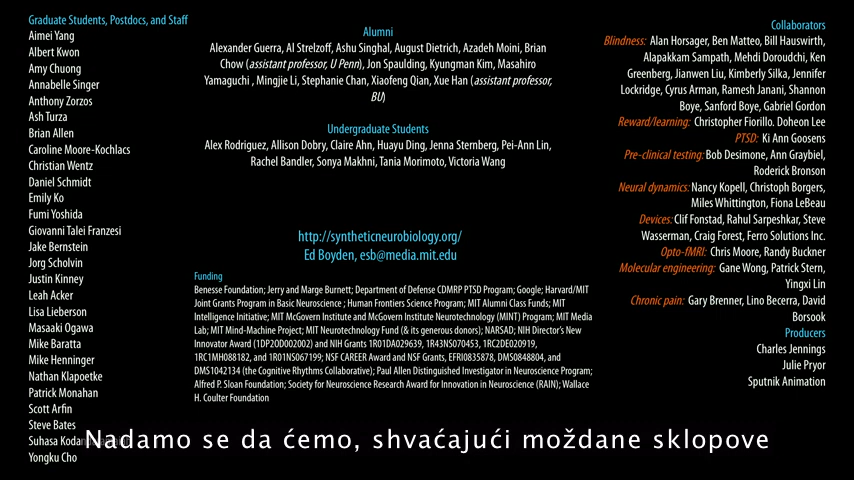 Graduate Students, Postdocs, and Staff
Aimei Yang
Albert Kwon
Amy Chuong
Annabelle Singer
Anthony Zorzos
Ash Turza
Brian Allen
Caroline Moore-Kochlacs
Christian Wentz
Daniel Schmidt
Emily Ko
Fumi Yoshida
Giovanni Talei Franzesi
Jake Bernstein
Jorg Scholvin
Justin Kinney
Leah Acker
Lisa Lieberson
Masaaki Ogawa
Mike Baratta
Mike Henninger
Nathan Klapoetke
Patrick Monahan
Scott Arfin
Steve Bates
Suhasa
Yongku Cho
Alumni
Alexander Guerra, Al Strelzoff, Ashu Singhal, August Dietrich, Azadeh Moini, Brian
Chow (assistant professor, U Penn), Jon Spaulding, Kyungman Kim, Masahiro
Yamaguchi , Mingjie Li, Stephanie Chan, Xiaofeng Qian, Xue Han (assistant professor,
BU)
Undergraduate Students
Alex Rodriguez, Allison Dobry, Claire Ahn, Huayu Ding, Jenna Sternberg, Pei-Ann Lin,
Rachel Bandler, Sonya Makhni, Tania Morimoto, Victoria Wang
http://syntheticneurobiology.org/
Ed Boyden, esb@media.mit.edu
Funding
Benesse Foundation; Jerry and Marge Burnett; Department of Defense CDMRP PTSD Program; Google; Harvard/MIT
Joint Grants Program in Basic Neuroscience ; Human Frontiers Science Program; MIT Alumni Class Funds; MIT
Intelligence Initiative; MIT McGovern Institute and McGovern Institute Neurotechnology (MINT) Program; MIT Media
Lab; MIT Mind-Machine Project; MIT Neurotechnology Fund (& its generous donors); NARSAD; NIH Director's New
Innovator Award (1DP2OD002002) and NIH Grants 1R01DA029639, 1R43NS070453, 1RC2DE020919,
1RC1MH088182, and 1R01NS067199; NSF CAREER Award and NSF Grants, EFRI0835878, DMS0848804, and
DMS1042134 (the Cognitive Rhythms Collaborative); Paul Allen Distinguished Investigator in Neuroscience Program;
Alfred P. Sloan Foundation; Society for Neuroscience Research Award for Innovation in Neuroscience (RAIN); Wallace
H. Coulter Foundation
Collaborators
Blindness: Alan Horsager, Ben Matteo, Bill Hauswirth,
Alapakkam Sampath, Mehdi Doroudchi, Ken
Greenberg, Jianwen Liu, Kimberly Silka, Jennifer
Lockridge, Cyrus Arman, Ramesh Janani, Shannon
Boye, Sanford Boye, Gabriel Gordon
Reward/learning: Christopher Fiorillo. Doheon Lee
PTSD: Ki Ann Goosens
Pre-clinical testing: Bob Desimone, Ann Graybiel,
Roderick Bronson
Neural dynamics: Nancy Kopell, Christoph Borgers,
Miles Whittington, Fiona LeBeau
Devices: Clif Fonstad, Rahul Sarpeshkar, Steve
Wasserman, Craig Forest, Ferro Solutions Inc.
Opto-fMRI: Chris Moore, Randy Buckner
Molecular engineering: Gane Wong, Patrick Stern,
Yingxi Lin
Chronic pain: Gary Brenner, Lino Becerra, David
Borsook
Producers
Charles Jennings
Julie Pryor
Sputnik Animation
Nadamo se da ćemo, shvaćajući moždane sklopove